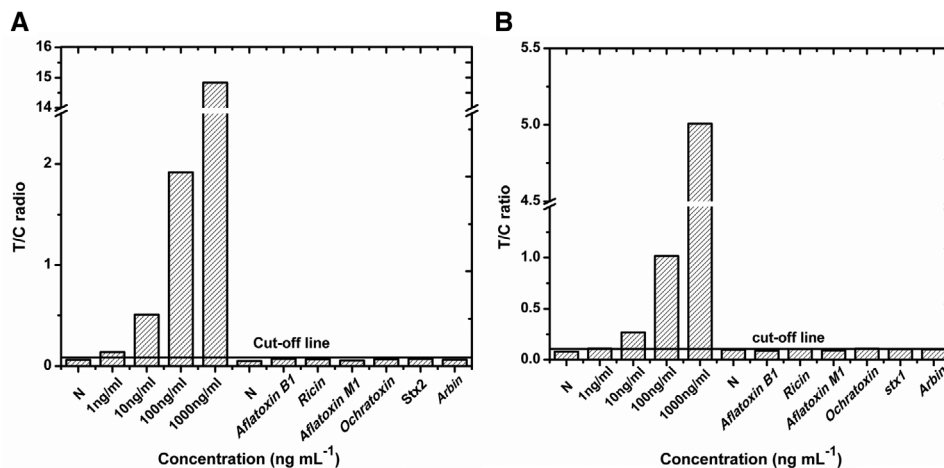 A
16
15
14
2
1
0
T/C radio
Cut-off line
N
1ng/ml
10ng/ml
100ng/ml
1000ng/ml
N
Aflatoxin B1
Ricin
Aflatoxin M1
Ochratoxin
Stx2
Arbin
Concentration (ng mL-1)
B
5.5
5.0
4.5
1.0
0.5
0.0
T/C ratio
cut-off line
N
1ng/ml
10ng/ml
100ng/ml
1000ng/ml
N
Aflatoxin B1
Ricin
Aflatoxin M1
Ochratoxin
stx1
Arbin
Concentration (ng mL-1)